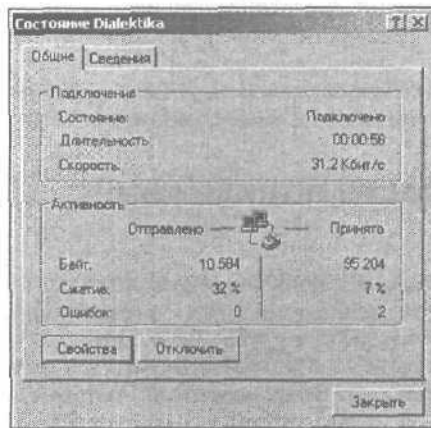 Состояние Dialektika
Общие Сведения
Подключение
Состояние: Подключено
Длительность: 00:00:56
Скорость: 31.2 Кбит/с
Активность
Отправлено Принято
Байт: 10 584 95 204
Сжатие: 32 % 7 %
Ошибок: 0 2
Свойства Отключить
Закрыть